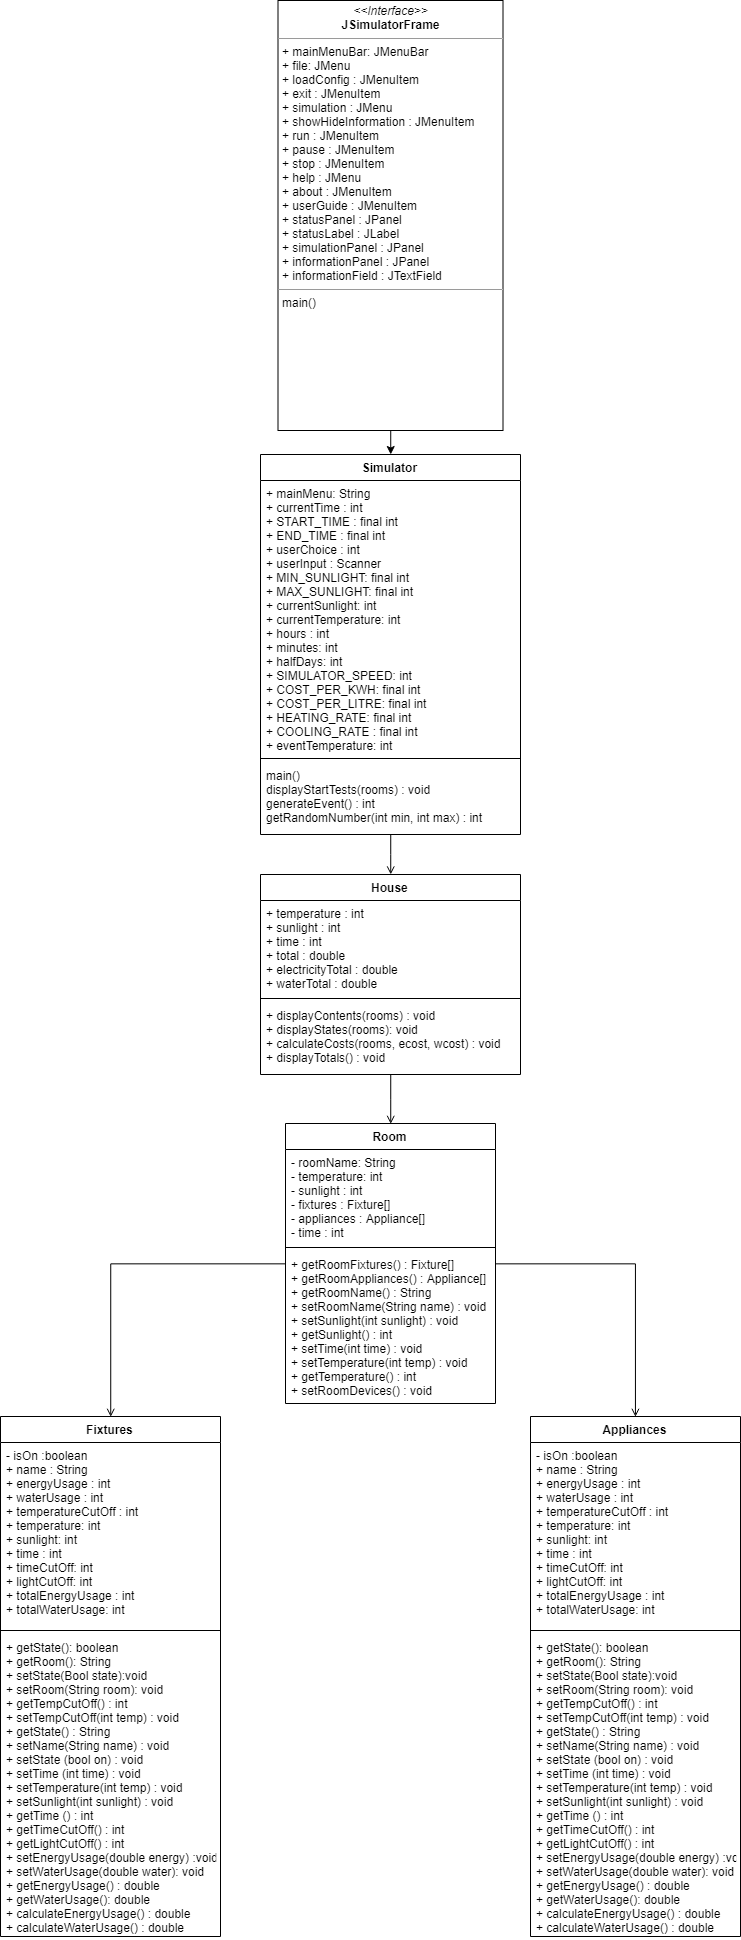 <<Interface>>
JSimulatorFrame
+ mainMenuBar: JMenuBar
+ file: JMenu
+ loadConfig : JMenuItem
+ exit : JMenuItem
+ simulation : JMenu
+ showHideInformation : JMenuItem
+ run : JMenuItem
+ pause : JMenuItem
+ stop : JMenuItem
+ help : JMenu
+ about : JMenuItem
+ userGuide : JMenuItem
+ statusPanel : JPanel
+ statusLabel : JLabel
+ simulationPanel : JPanel
+ informationPanel : JPanel
+ informationField : JTextField
main()
Simulator
+ mainMenu: String
+ currentTime : int
+ START_TIME : final int
+ END_TIME : final int
+ userChoice : int
+ userInput : Scanner
+ MIN_SUNLIGHT: final int
+ MAX_SUNLIGHT: final int
+ currentSunlight: int
+ currentTemperature: int
+ hours : int
+ minutes: int
+ halfDays: int
+ SIMULATOR_SPEED: int
+ COST_PER_KWH: final int
+ COST_PER_LITRE: final int
+ HEATING_RATE: final int
+ COOLING_RATE : final int
+ eventTemperature: int
main()
displayStartTests(rooms) : void
generateEvent() : int
getRandomNumber(int min, int max) : int
House
+ temperature : int
+ sunlight : int
+ time : int
+ total : double
+ electricityTotal : double
+ waterTotal : double
+ displayContents(rooms) : void
+ displayStates(rooms): void
+ calculateCosts(rooms, ecost, wcost) : void
+ displayTotals() : void
Room
- roomName: String
- temperature: int
- sunlight : int
- fixtures : Fixture[]
- appliances : Appliance[]
- time : int
+ getRoomFixtures() : Fixture[]
+ getRoomAppliances() : Appliance[]
+ getRoomName() : String
+ setRoomName(String name) : void
+ setSunlight(int sunlight) : void
+ getSunlight() : int
+ setTime(int time) : void
+ setTemperature(int temp) : void
+ getTemperature() : int
+ setRoomDevices() : void
Fixtures
- isOn :boolean
+ name : String
+ energyUsage : int
+ waterUsage : int
+ temperatureCutOff : int
+ temperature: int
+ sunlight: int
+ time : int
+ timeCutOff: int
+ lightCutOff: int
+ totalEnergyUsage : int
+ totalWaterUsage: int
+ getState(): boolean
+ getRoom(): String
+ setState(Bool state):void
+ setRoom(String room): void
+ getTempCutOff() : int
+ setTempCutOff(int temp) : void
+ getState() : String
+ setName(String name) : void
+ setState (bool on) : void
+ setTime (int time) : void
+ setTemperature(int temp) : void
+ setSunlight(int sunlight) : void
+ getTime () : int
+ getTimeCutOff() : int
+ getLightCutOff() : int
+ setEnergyUsage(double energy) :void
+ setWaterUsage(double water): void
+ getEnergyUsage() : double
+ getWaterUsage(): double
+ calculateEnergyUsage() : double
+ calculateWaterUsage() : double
Appliances
- isOn :boolean
+ name : String
+ energyUsage : int
+ waterUsage : int
+ temperatureCutOff : int
+ temperature: int
+ sunlight: int
+ time : int
+ timeCutOff: int
+ lightCutOff: int
+ totalEnergyUsage : int
+ totalWaterUsage: int
+ getState(): boolean
+ getRoom(): String
+ setState(Bool state):void
+ setRoom(String room): void
+ getTempCutOff() : int
+ setTempCutOff(int temp) : void
+ getState() : String
+ setName(String name) : void
+ setState (bool on) : void
+ setTime (int time) : void
+ setTemperature(int temp) : void
+ setSunlight(int sunlight) : void
+ getTime () : int
+ getTimeCutOff() : int
+ getLightCutOff() : int
+ setEnergyUsage(double energy) :vo
+ setWaterUsage(double water): void
+ getEnergyUsage() : double
+ getWaterUsage(): double
+ calculateEnergyUsage() : double
+ calculateWaterUsage() : double